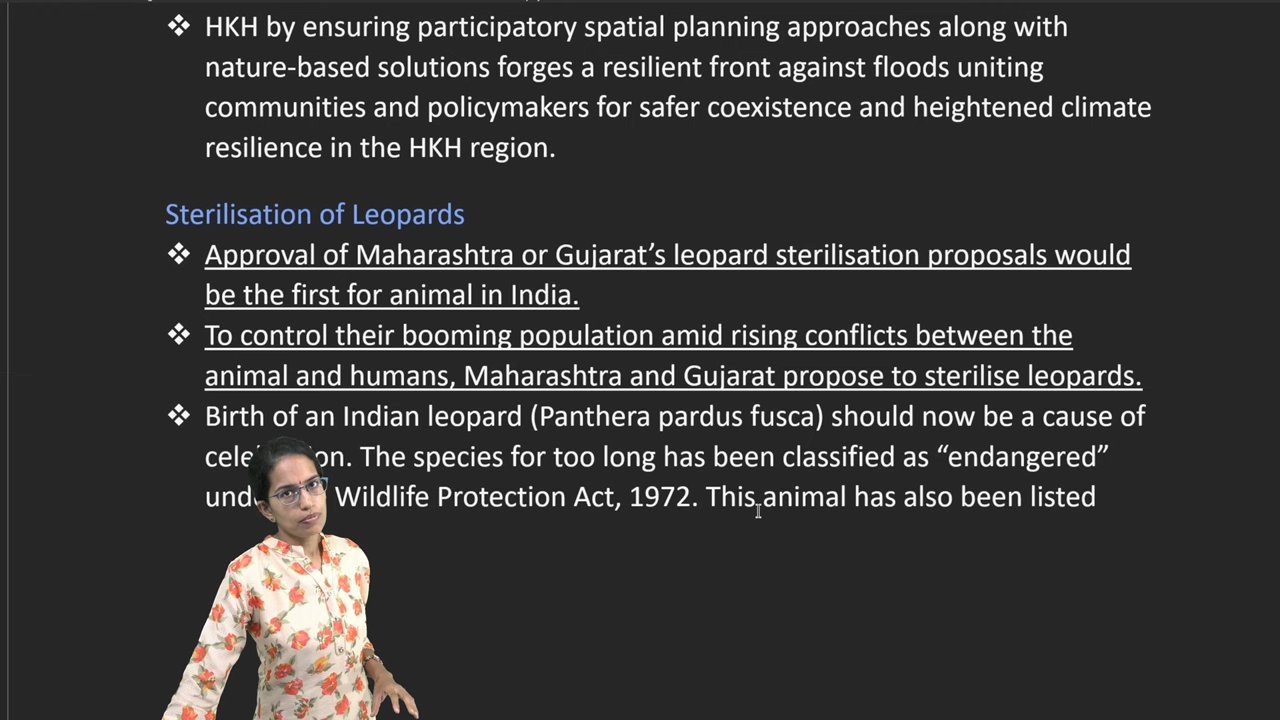 ❖ HKH by ensuring participatory spatial planning approaches along with
nature-based solutions forges a resilient front against floods uniting
communities and policymakers for safer coexistence and heightened climate
resilience in the HKH region.
Sterilisation of Leopards
❖ Approval of Maharashtra or Gujarat’s leopard sterilisation proposals would
be the first for animal in India.
❖ To control their booming population amid rising conflicts between the
animal and humans, Maharashtra and Gujarat propose to sterilise leopards.
❖ Birth of an Indian leopard (Panthera pardus fusca) should now be a cause of
The species for too long has been classified as “endangered”
Wildlife Protection Act, 1972. This animal has also been listed